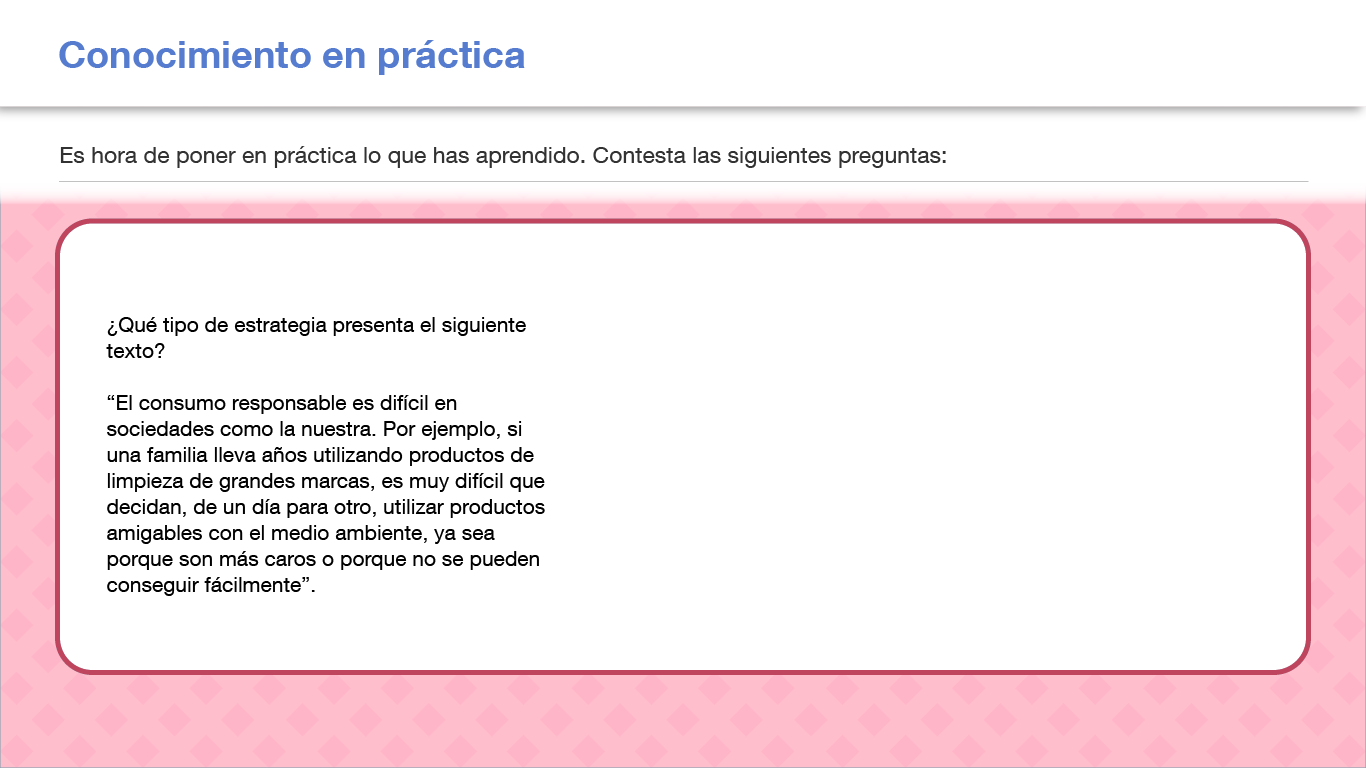 Conocimiento en práctica
Es hora de poner en práctica lo que has aprendido. Contesta las siguientes preguntas:
¿Qué tipo de estrategia presenta el siguiente
texto?
“El consumo responsable es difícil en
sociedades como la nuestra. Por ejemplo, si
una familia lleva años utilizando productos de
limpieza de grandes marcas, es muy difícil que
decidan, de un día para otro, utilizar productos
amigables con el medio ambiente, ya sea
porque son más caros o porque no se pueden
conseguir fácilmente”.